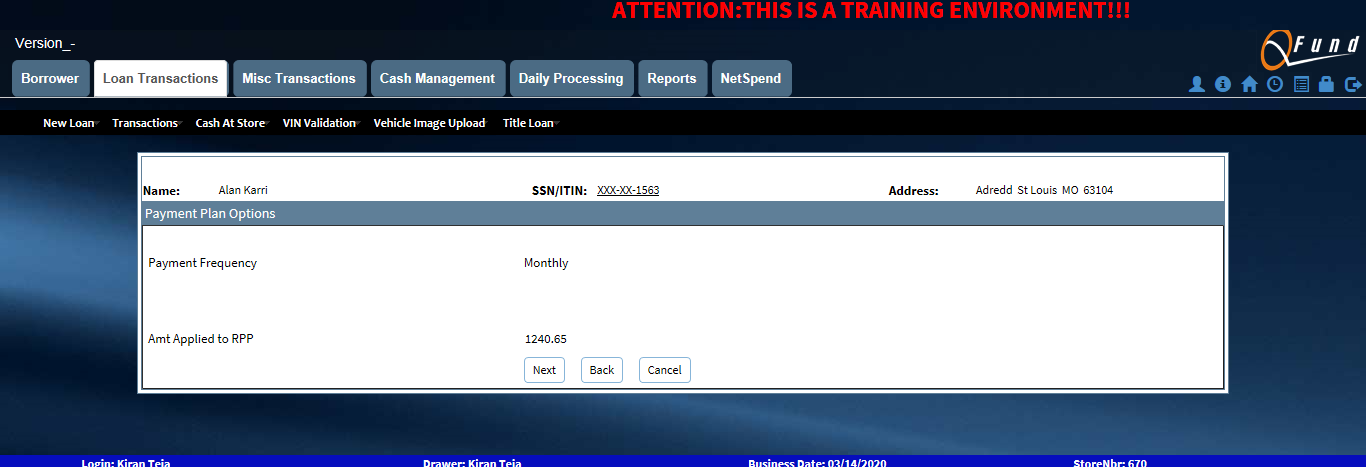 ATTENTION:THIS IS A TRAINING ENVIRONMENT!!!
Version_-
QFund
Borrower Loan Transactions Misc Transactions Cash Management Daily Processing Reports NetSpend
New Loan Transactions Cash At Store VIN Validation Vehicle Image Upload Title Loan
Name: Alan Karri SSN/ITIN: XXX-XX-1563 Address: Adredd St Louis MO 63104
Payment Plan Options
Payment Frequency Monthly
Amt Applied to RPP 1240.65
Next Back Cancel
Login: Kiran Teja Drawer: Kiran Teja Business Date: 03/14/2020 StoreNbr: 670